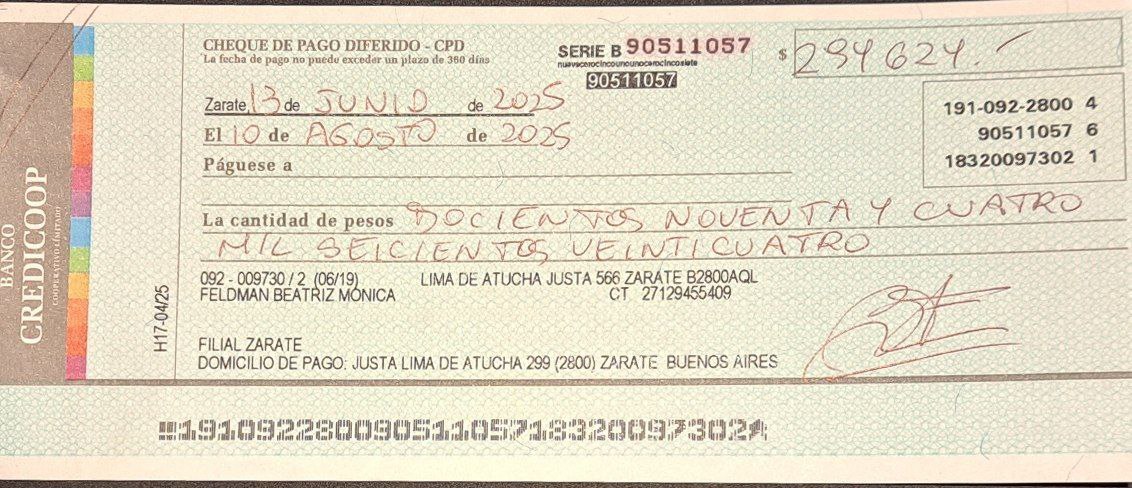 BANCO
CREDICOOP
COOPERATIVO LIMITADO
H17-04/25
CHEQUE DE PAGO DIFERIDO - CPD
La fecha de pago no puede exceder un plazo de 360 días
SERIE B 90511057
nuevecerocincounounocerocincosiete
90511057
$ 294624.-
Zarate, 13 de JUNIO de 2025
El 10 de AGOSTO de 2025
Páguese a
191-092-2800 4
90511057 6
18320097302 1
La cantidad de pesos DOCIENTOS NOVENTA Y CUATRO
MIL SEICIENTOS VEINTICUATRO
092 - 009730 / 2 (06/19) LIMA DE ATUCHA JUSTA 566 ZARATE B2800AQL
FELDMAN BEATRIZ MONICA CT 27129455409
FILIAL ZARATE
DOMICILIO DE PAGO: JUSTA LIMA DE ATUCHA 299 (2800) ZARATE BUENOS AIRES
19109228009051105718320097302